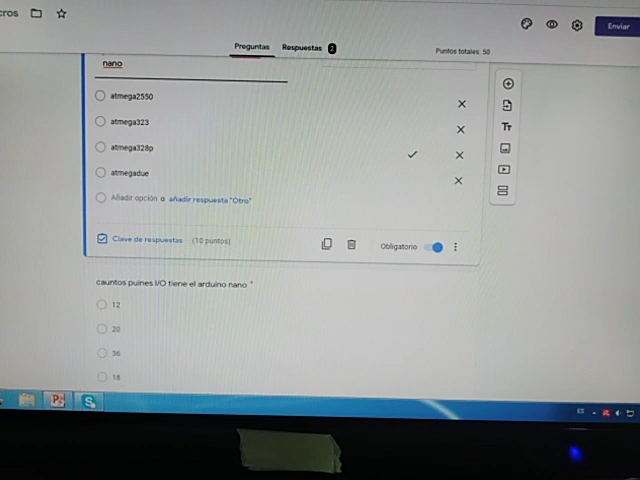 cros
Enviar
Preguntas Respuestas 2
Puntos totales: 50
nano
atmega2550
atmega323
atmega328p
atmegadue
Añadir opción o añadir respuesta "Otro"
Clave de respuestas (10 puntos)
Obligatorio
cauntos puines I/O tiene el arduino nano *
12
20
36
18
ES